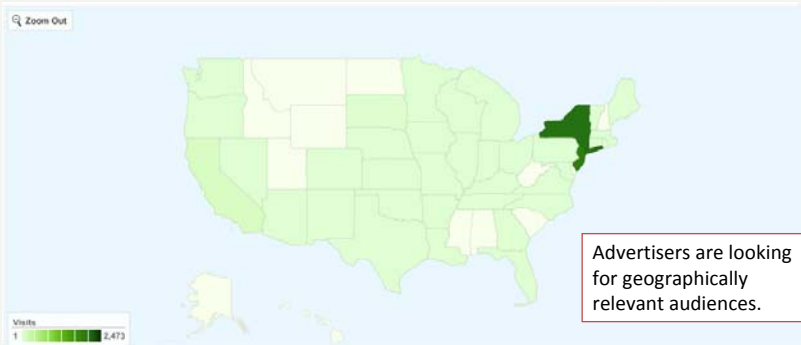 Zoom Out
Advertisers are looking
for geographically
relevant audiences.
Visits
1 2,473